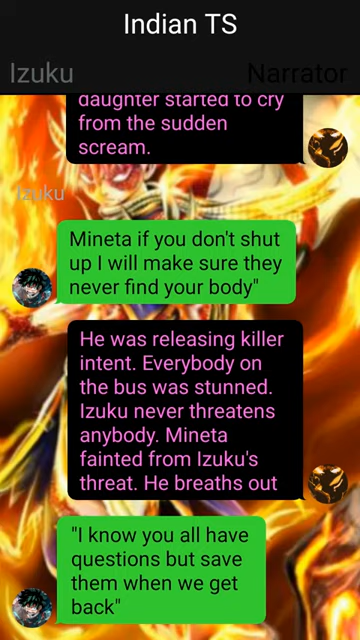 Indian TS
Izuku
Narrator
daughter started to cry
from the sudden
scream.
Izuku
Mineta if you don't shut
up I will make sure they
never find your body"
He was releasing killer
intent. Everybody on
the bus was stunned.
Izuku never threatens
anybody. Mineta
fainted from Izuku's
threat. He breaths out
"I know you all have
questions but save
them when we get
back"